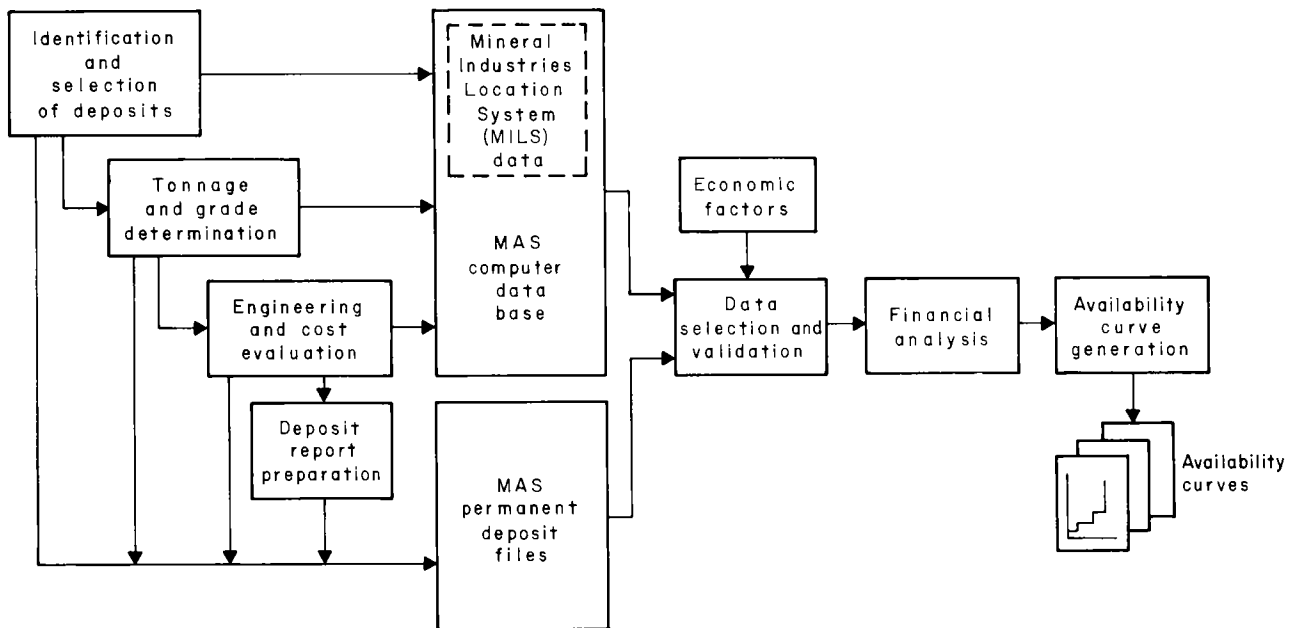 Identification
and
selection
of deposits
Mineral
Industries
Location
System
(MILS)
data
Tonnage
and grade
determination
MAS
computer
data
base
Economic
factors
Engineering
and cost
evaluation
Data
selection and
validation
Financial
analysis
Availability
curve
generation
Deposit
report
preparation
MAS
permanent
deposit
files
Availability
curves